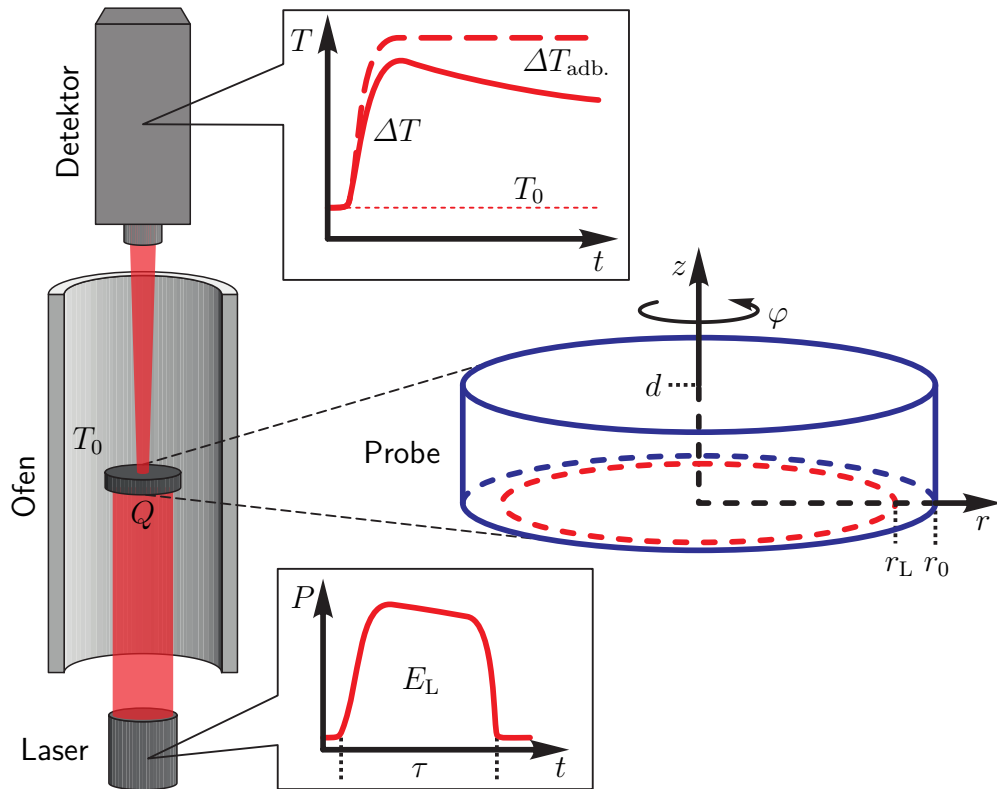 Detektor
T
ΔT_adb.
ΔT
T_0
t
z
φ
d
T_0
Probe
Ofen
Q
r
r_L
r_0
P
E_L
Laser
τ
t